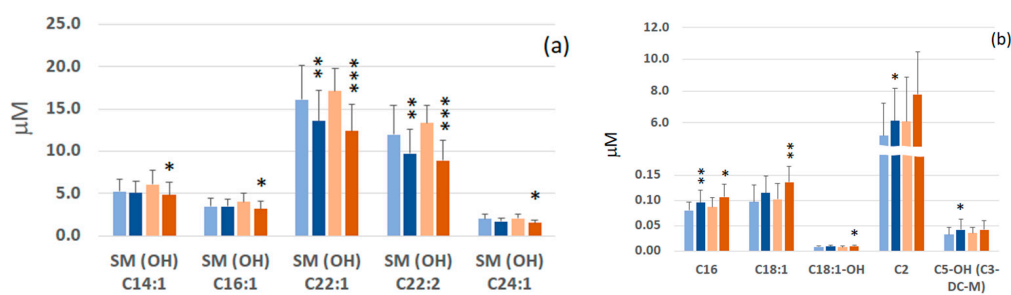 (a)
25.0
20.0
15.0
10.0
5.0
0.0
μM
** *** ** ***
* * *
SM (OH) SM (OH) SM (OH) SM (OH) SM (OH)
C14:1 C16:1 C22:1 C22:2 C24:1
(b)
12.0
10.0
8.0
6.0
0.15
0.10
0.05
0.00
μM
** * ** * * *
C16 C18:1 C18:1-OH C2 C5-OH (C3-
DC-M)